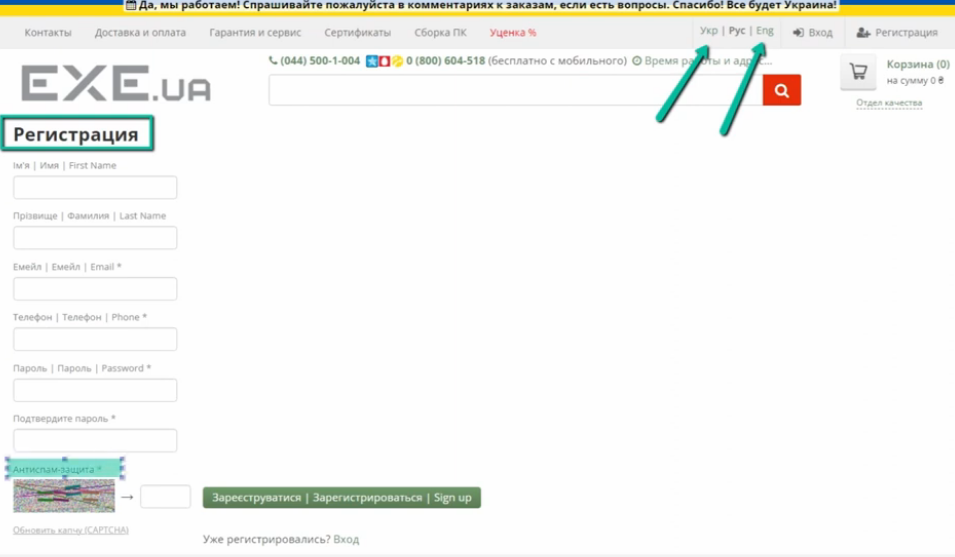 Да, мы работаем! Спрашивайте пожалуйста в комментариях к заказам, если есть вопросы. Спасибо! Все будет Украина!
Контакты Доставка и оплата Гарантия и сервис Сертификаты Сборка ПК Уценка % Укр | Рус | Eng Вход Регистрация
(044) 500-1-004 0 (800) 604-518 (бесплатно с мобильного) Время работы и адрес...
Корзина (0)
на сумму 0 ₴
Отдел качества
EXE.UA
Регистрация
Ім'я | Имя | First Name
Прізвище | Фамилия | Last Name
Емейл | Емейл | Email *
Телефон | Телефон | Phone *
Пароль | Пароль | Password *
Подтвердите пароль *
Антиспам-защита *
→ Зареєструватися | Зарегистрироваться | Sign up
Обновить капчу (CAPTCHA)
Уже регистрировались? Вход